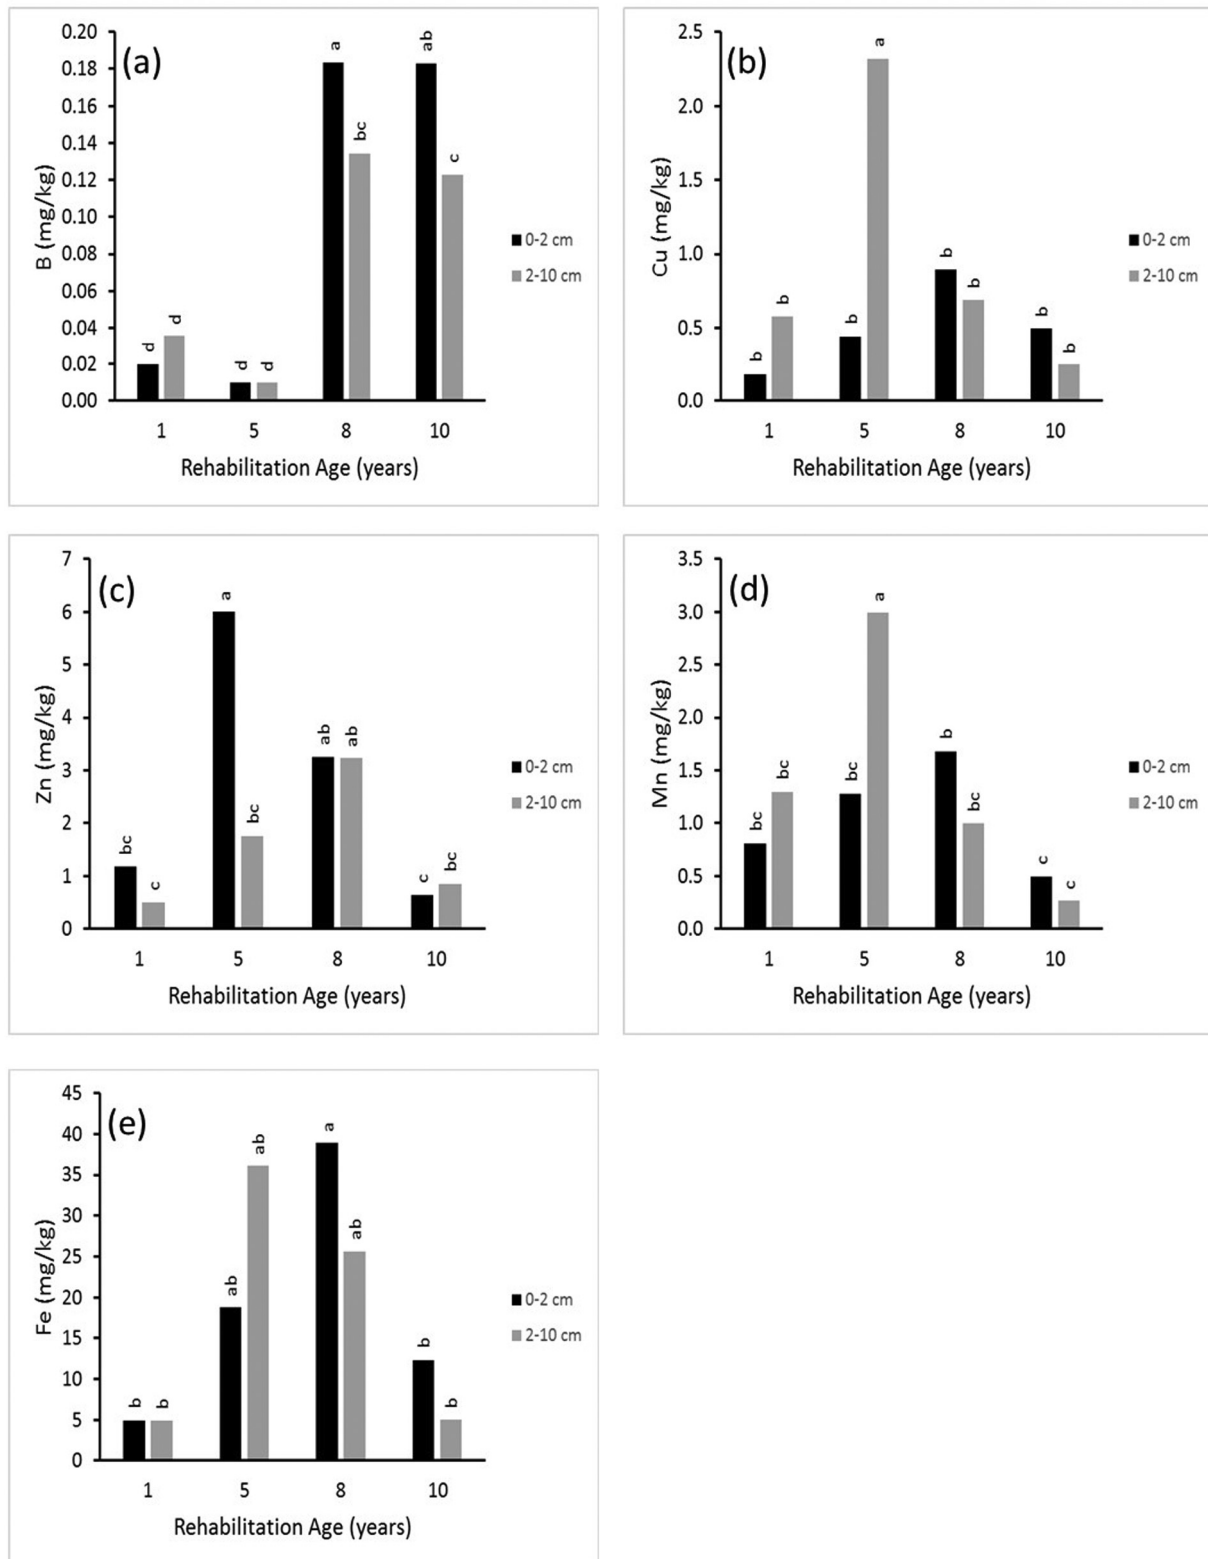 (a)
B (mg/kg)
0.20
0.18
0.16
0.14
0.12
0.10
0.08
0.06
0.04
0.02
0.00
d
d
d
d
a
bc
ab
c
1 5 8 10
Rehabilitation Age (years)
0-2 cm
2-10 cm
(b)
Cu (mg/kg)
2.5
2.0
1.5
1.0
0.5
0.0
b
b
b
a
b
b
b
b
1 5 8 10
Rehabilitation Age (years)
0-2 cm
2-10 cm
(c)
Zn (mg/kg)
7
6
5
4
3
2
1
0
bc
c
a
bc
ab
ab
c
bc
1 5 8 10
Rehabilitation Age (years)
0-2 cm
2-10 cm
(d)
Mn (mg/kg)
3.5
3.0
2.5
2.0
1.5
1.0
0.5
0.0
bc
bc
bc
a
b
bc
c
c
1 5 8 10
Rehabilitation Age (years)
0-2 cm
2-10 cm
(e)
Fe (mg/kg)
45
40
35
30
25
20
15
10
5
0
b
b
ab
ab
a
ab
b
b
1 5 8 10
Rehabilitation Age (years)
0-2 cm
2-10 cm